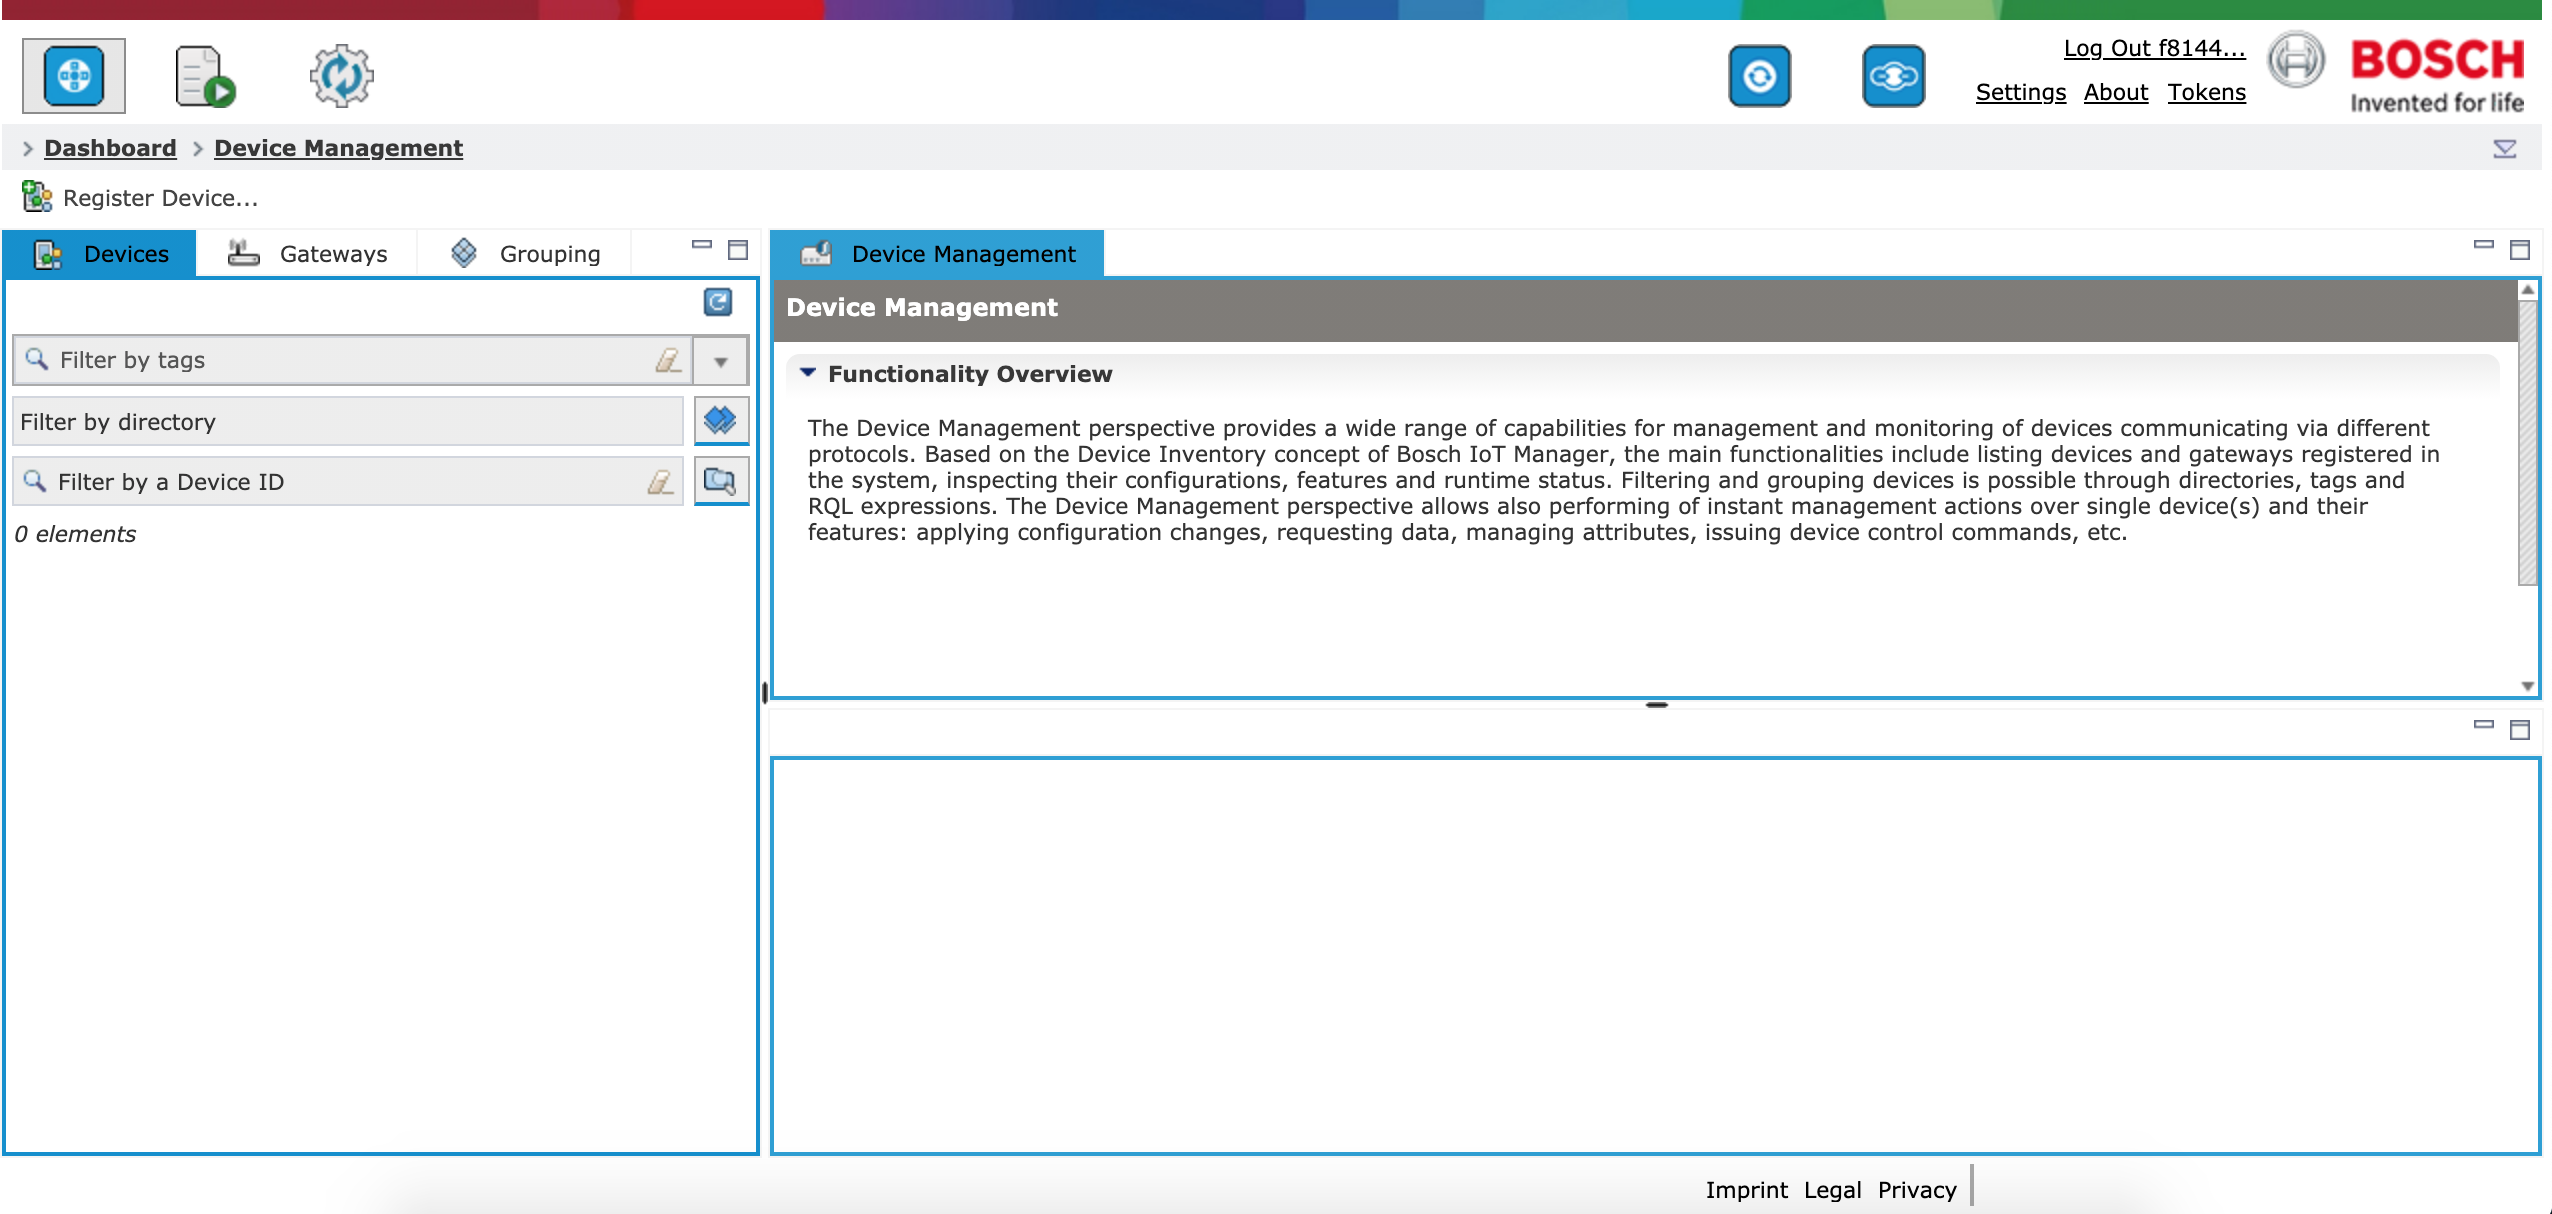 Log Out f8144...
Settings About Tokens
BOSCH
Invented for life
Dashboard Device Management
Register Device...
Devices Gateways Grouping
Device Management
Filter by tags
Filter by directory
Filter by a Device ID
0 elements
Device Management
Functionality Overview
The Device Management perspective provides a wide range of capabilities for management and monitoring of devices communicating via different
protocols. Based on the Device Inventory concept of Bosch IoT Manager, the main functionalities include listing devices and gateways registered in
the system, inspecting their configurations, features and runtime status. Filtering and grouping devices is possible through directories, tags and
RQL expressions. The Device Management perspective allows also performing of instant management actions over single device(s) and their
features: applying configuration changes, requesting data, managing attributes, issuing device control commands, etc.
Imprint Legal Privacy